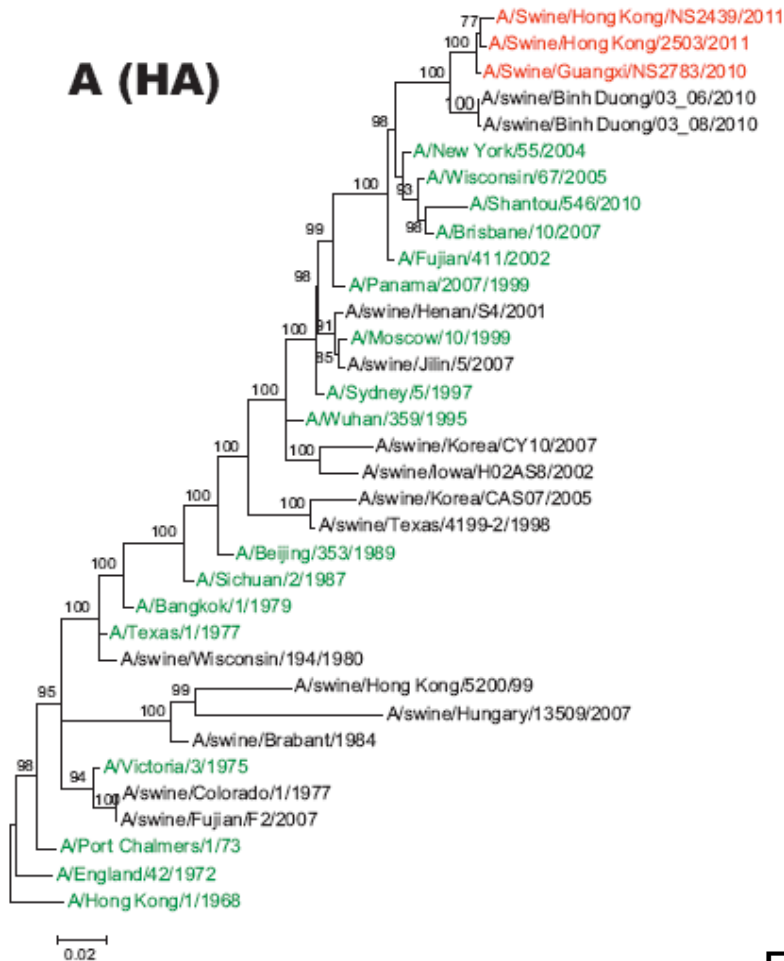 77
A/Swine/Hong Kong/NS2439/2011
100
A/Swine/Hong Kong/2503/2011
A (HA)
100
A/Swine/Guangxi/NS2783/2010
100
A/swine/Binh Duong/03_06/2010
A/swine/Binh Duong/03_08/2010
98
A/New York/55/2004
A/Wisconsin/67/2005
100
93
A/Shantou/546/2010
98
A/Brisbane/10/2007
99
A/Fujian/411/2002
98
A/Panama/2007/1999
A/swine/Henan/S4/2001
100
91
A/Moscow/10/1999
85
A/swine/Jilin/5/2007
A/Sydney/5/1997
100
A/Wuhan/359/1995
A/swine/Korea/CY10/2007
100
100
A/swine/Iowa/H02AS8/2002
A/swine/Korea/CAS07/2005
100
100
A/swine/Texas/4199-2/1998
100
A/Beijing/353/1989
100
A/Sichuan/2/1987
A/Bangkok/1/1979
100
A/Texas/1/1977
A/swine/Wisconsin/194/1980
95
99
A/swine/Hong Kong/5200/99
100
A/swine/Hungary/13509/2007
A/swine/Brabant/1984
98
A/Victoria/3/1975
94
A/swine/Colorado/1/1977
100
A/swine/Fujian/F2/2007
A/Port Chalmers/1/73
A/England/42/1972
A/Hong Kong/1/1968
0.02